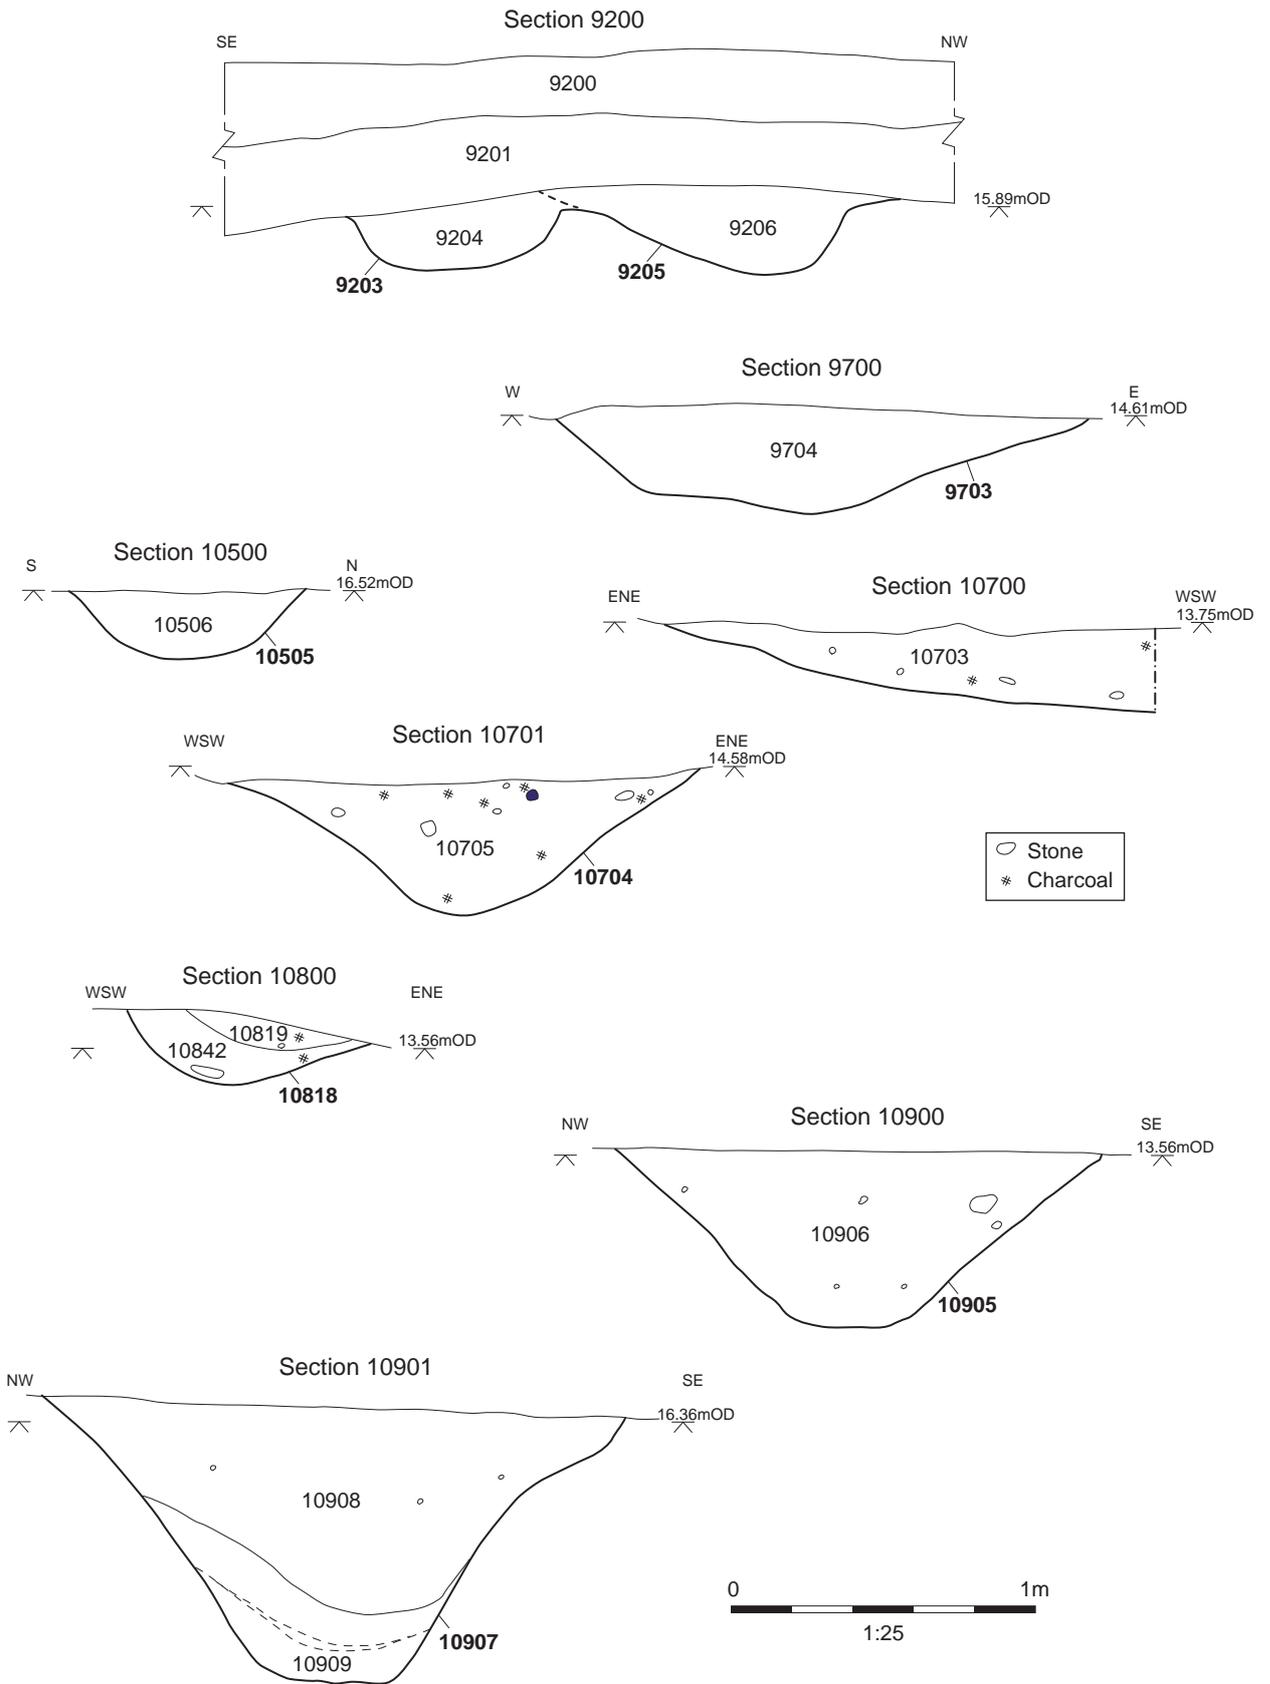 Section 9200
SE
NW
9200
9201
15.89mOD
9204
9206
9203
9205
Section 9700
W
E
14.61mOD
9704
9703
Section 10500
S
N
16.52mOD
10506
10505
Section 10700
ENE
WSW
13.75mOD
10703
Section 10701
WSW
ENE
14.58mOD
10705
10704
Stone
Charcoal
Section 10800
WSW
ENE
10819
13.56mOD
10842
10818
Section 10900
NW
SE
13.56mOD
10906
10905
Section 10901
NW
SE
16.36mOD
10908
10907
10909
0 1m
1:25